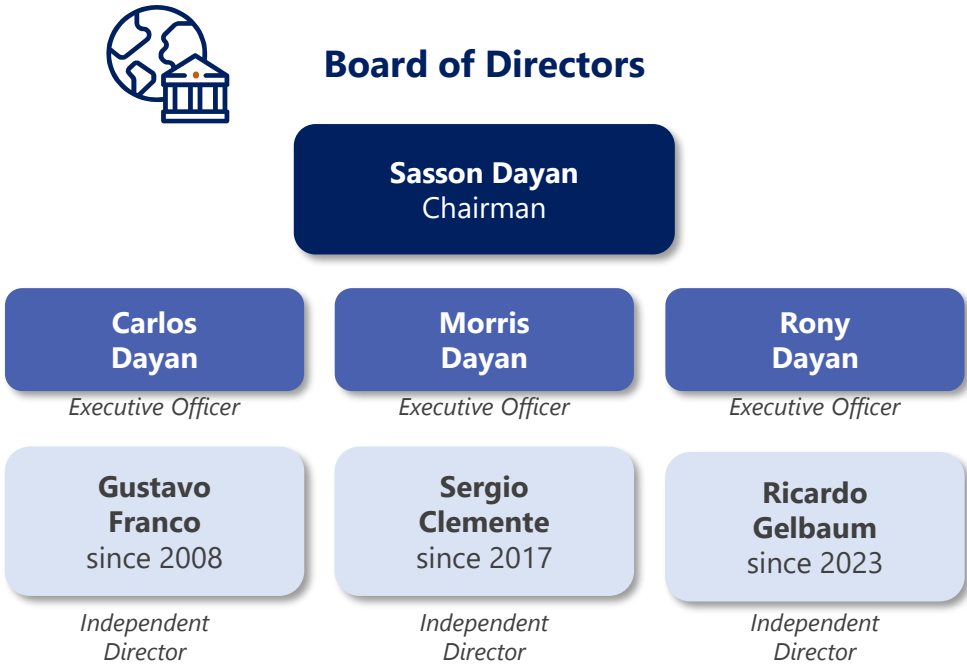 Board of Directors
Sasson Dayan
Chairman
Carlos
Dayan
Executive Officer
Morris
Dayan
Executive Officer
Rony
Dayan
Executive Officer
Gustavo
Franco
since 2008
Independent
Director
Sergio
Clemente
since 2017
Independent
Director
Ricardo
Gelbaum
since 2023
Independent
Director